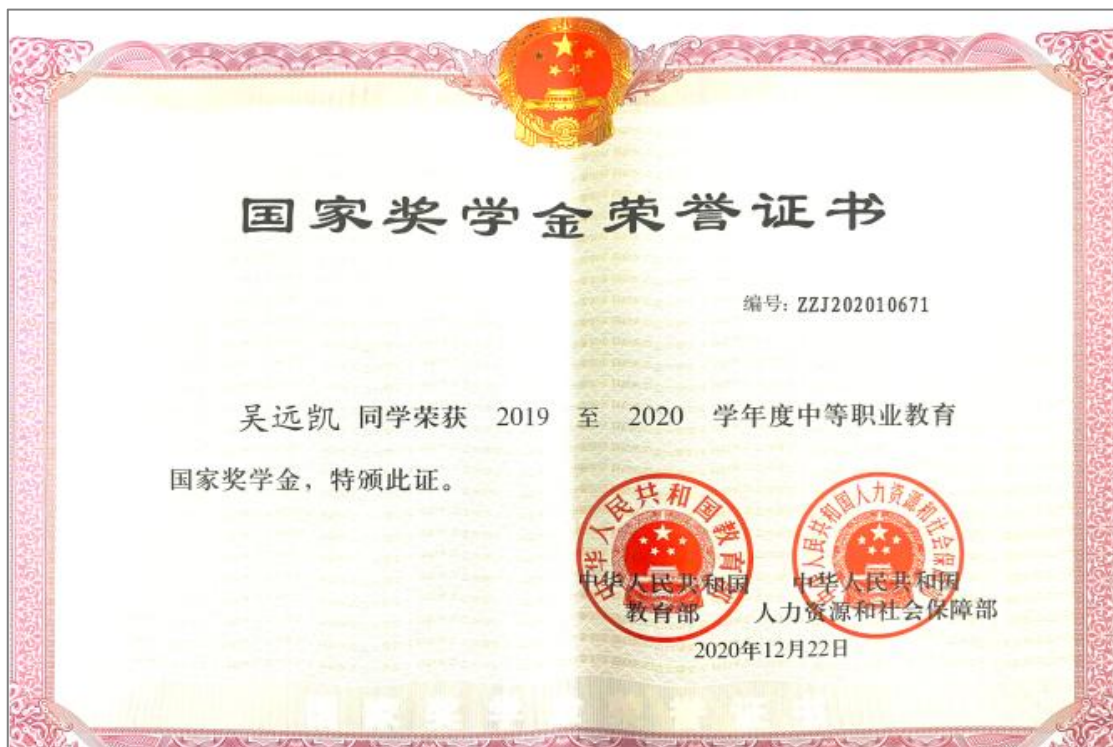 国家奖学金荣誉证书
编号: ZZJ202010671
吴远凯 同学荣获 2019 至 2020 学年度中等职业教育
国家奖学金，特颁此证。
中华人民共和国教育部
中华人民共和国人力资源和社会保障部
中华人民共和国
教育部
中华人民共和国
人力资源和社会保障部
2020年12月22日